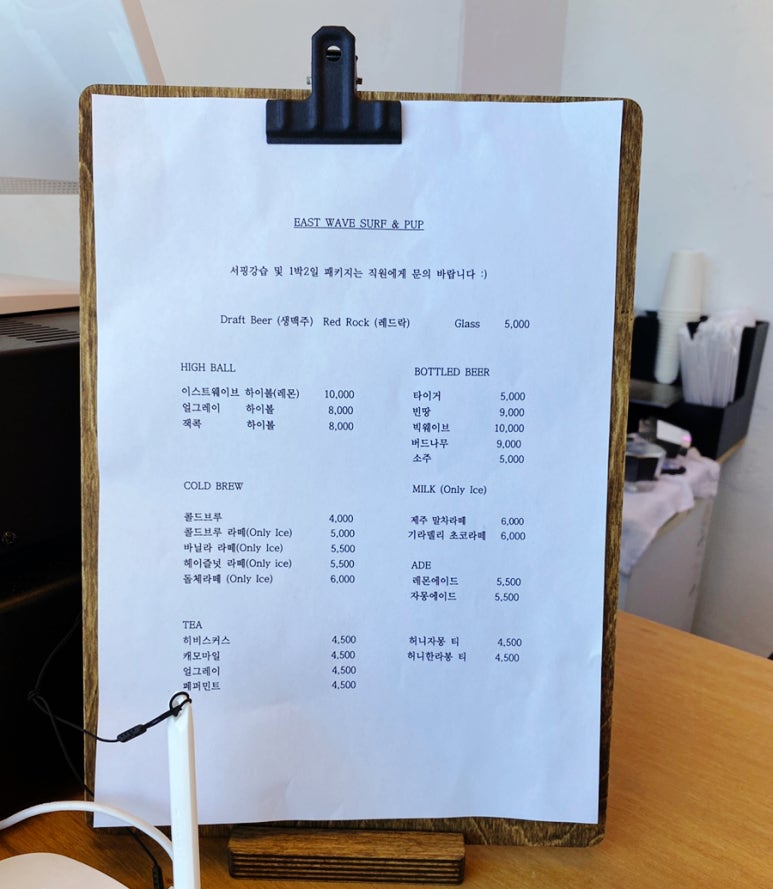 EAST WAVE SURF & PUP
서핑강습 및 1박2일 패키지는 직원에게 문의 바랍니다 :)
Draft Beer (생맥주) Red Rock (레드락) Glass 5,000
HIGH BALL
이스트웨이브 하이볼(레몬) 10,000
얼그레이 하이볼 8,000
잭콕 하이볼 8,000
BOTTLED BEER
타이거 5,000
빈땅 9,000
빅웨이브 10,000
버드나무 9,000
소주 5,000
COLD BREW
콜드브루 4,000
콜드브루 라떼(Only Ice) 5,000
바닐라 라떼(Only Ice) 5,500
헤이즐넛 라떼(Only ice) 5,500
돌체라떼 (Only Ice) 6,000
MILK (Only Ice)
제주 말차라떼 6,000
기라델리 초코라떼 6,000
ADE
레몬에이드 5,500
자몽에이드 5,500
TEA
히비스커스 4,500
캐모마일 4,500
얼그레이 4,500
페퍼민트 4,500
허니자몽 티 4,500
허니한라봉 티 4,500